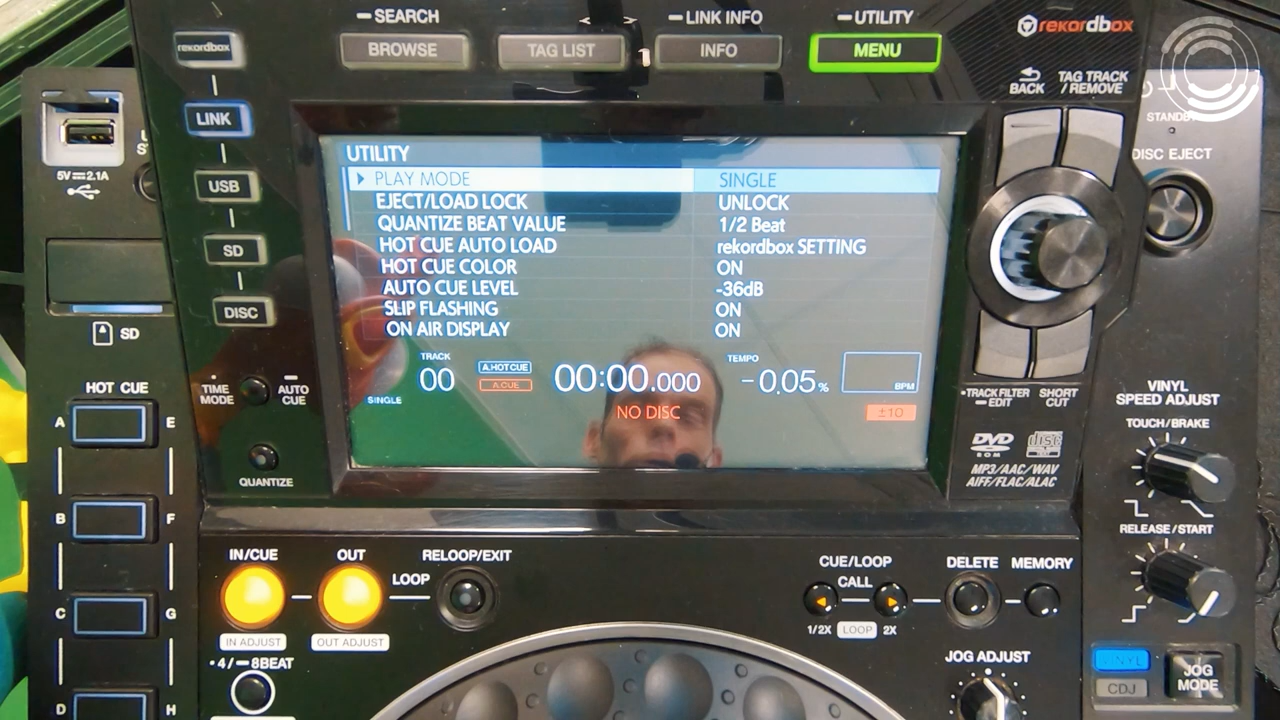 SEARCH
LINK INFO
UTILITY
rekordbox
rekordbox
BROWSE
TAG LIST
INFO
MENU
BACK
TAG TRACK
/ REMOVE
LINK
STANDBY
5V 2.1A
USB
DISC EJECT
SD
DISC
UTILITY
PLAY MODE SINGLE
EJECT/LOAD LOCK UNLOCK
QUANTIZE BEAT VALUE 1/2 Beat
HOT CUE AUTO LOAD rekordbox SETTING
HOT CUE COLOR ON
AUTO CUE LEVEL -36dB
SLIP FLASHING ON
ON AIR DISPLAY ON
TRACK
00
A.HOT CUE
A.CUE
00:00.000
TEMPO
-0.05%
BPM
SINGLE
NO DISC
±10
SD
HOT CUE
TIME
MODE
AUTO
CUE
QUANTIZE
TRACK FILTER
EDIT
SHORT
CUT
DVD
ROM
disc
MP3/AAC/WAV
AIFF/FLAC/ALAC
VINYL
SPEED ADJUST
TOUCH/BRAKE
RELEASE/START
A E
B F
C G
D H
IN/CUE
OUT
RELOOP/EXIT
LOOP
IN ADJUST
OUT ADJUST
4/ 8BEAT
CUE/LOOP
CALL
DELETE
MEMORY
1/2X
LOOP
2X
JOG ADJUST
VINYL
CDJ
JOG
MODE